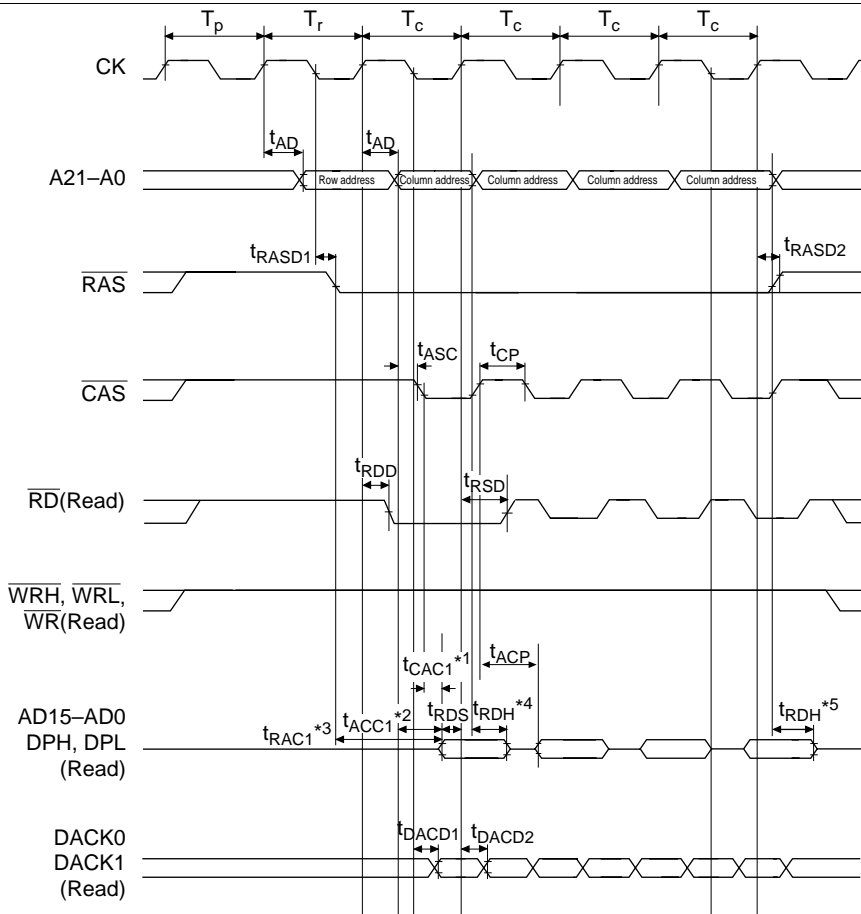 Tp Tr Tc Tc Tc Tc
CK
tAD tAD
A21–A0 Row address Column address Column address Column address Column address
tRASD1 tRASD2
RAS
tASC tCP
CAS
tRDD tRSD
RD(Read)
WRH, WRL,
WR(Read)
tCAC1*1 tACP
AD15–AD0
DPH, DPL
(Read)
tRAC1*3 tACC1*2 tRDS tRDH*4 tRDH*5
DACK0
DACK1
(Read)
tDACD1 tDACD2